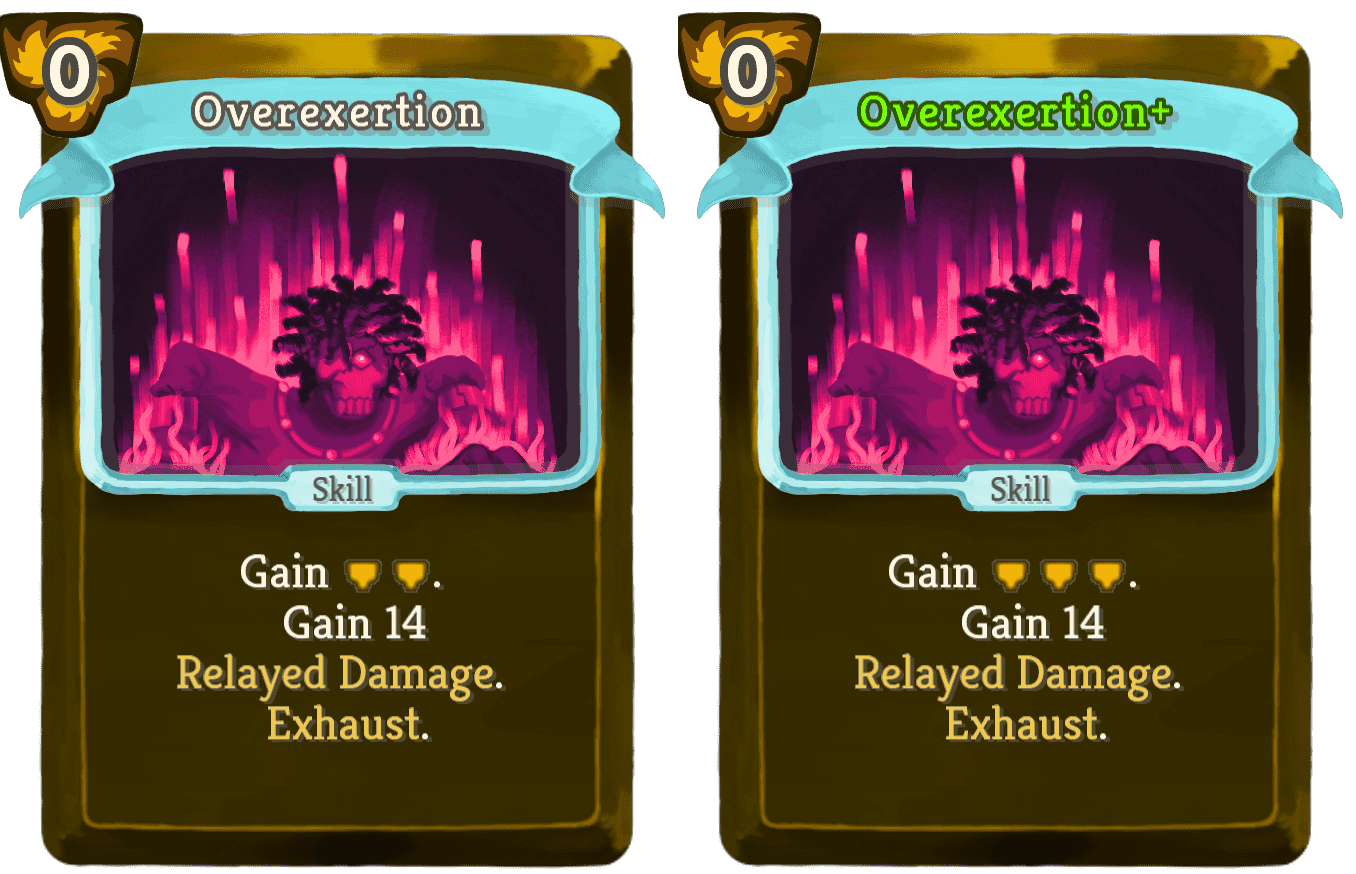 0
Overexertion
Skill
Gain .
Gain 14
Relayed Damage.
Exhaust.
0
Overexertion+
Skill
Gain .
Gain 14
Relayed Damage.
Exhaust.